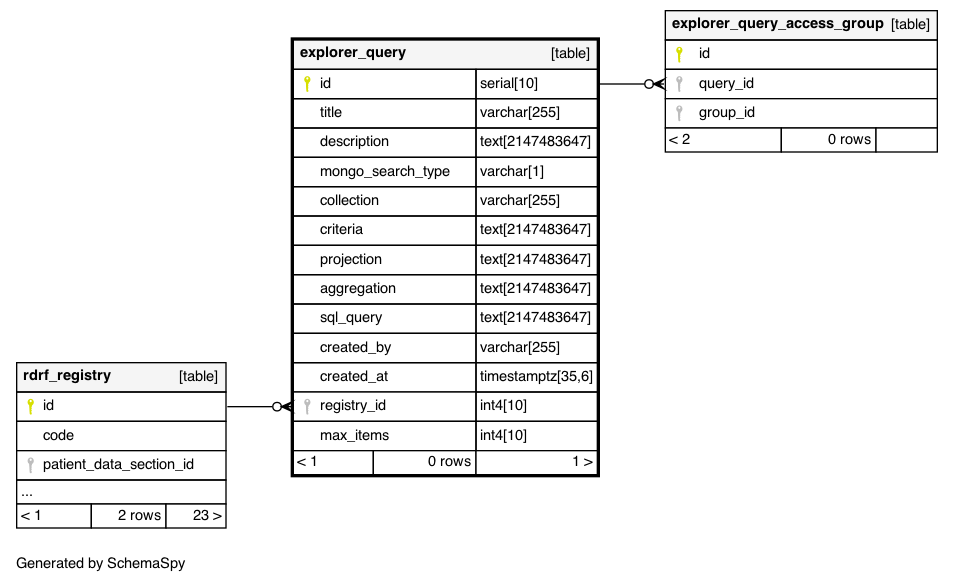 explorer_query_access_group [table]
id
query_id
group_id
< 2 0 rows
explorer_query [table]
id serial[10]
title varchar[255]
description text[2147483647]
mongo_search_type varchar[1]
collection varchar[255]
criteria text[2147483647]
projection text[2147483647]
aggregation text[2147483647]
sql_query text[2147483647]
created_by varchar[255]
created_at timestamptz[35,6]
registry_id int4[10]
max_items int4[10]
< 1 0 rows 1 >
rdrf_registry [table]
id
code
patient_data_section_id
...
< 1 2 rows 23 >
Generated by SchemaSpy